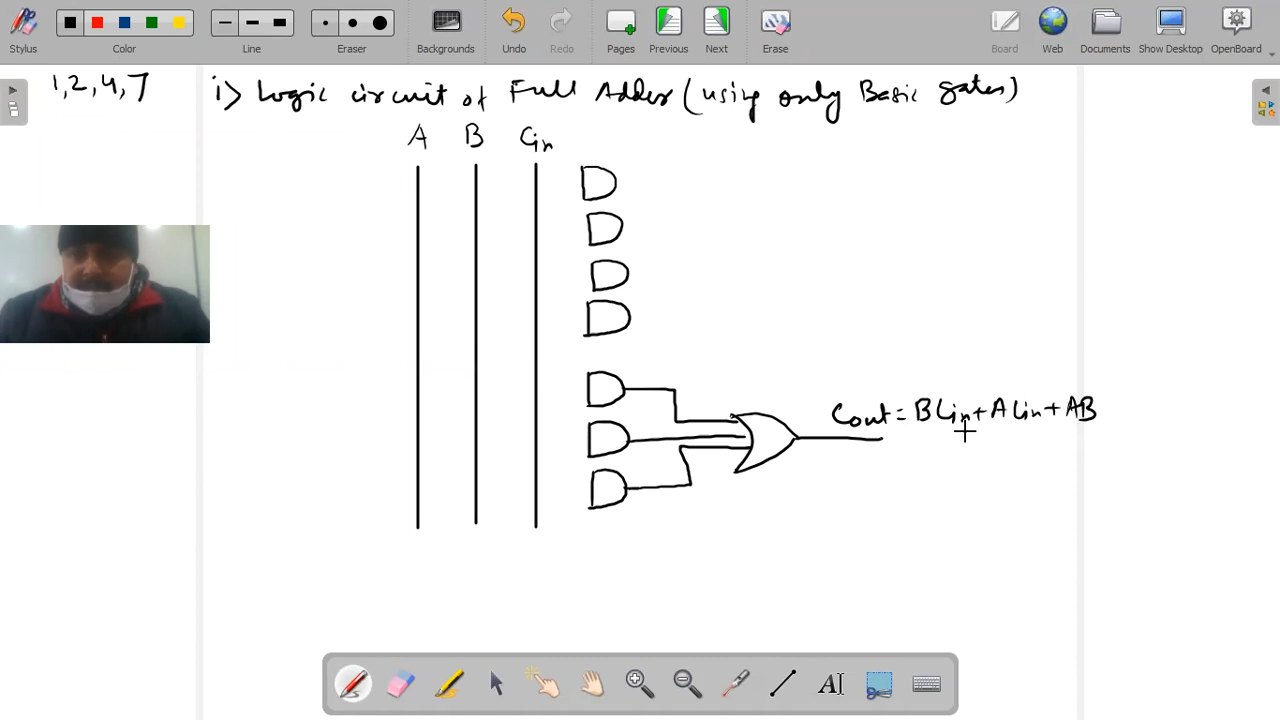 Stylus
Color
Line
Eraser
Backgrounds
Undo
Redo
Pages
Previous
Next
Erase
Board
Web
Documents
Show Desktop
OpenBoard
1,2,4,7
i) Logic circuit of Full Adder (using only Basic gates)
A B Cin
Cout = BCin + ACin + AB